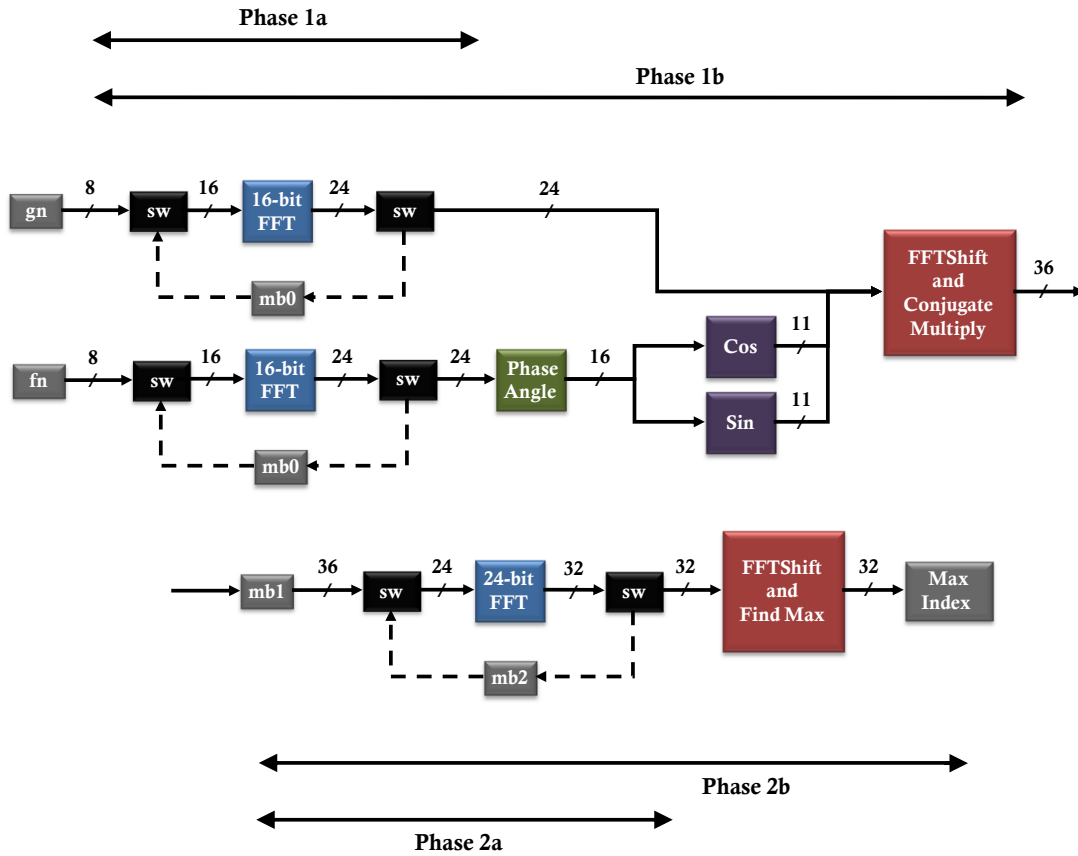 Phase 1a
Phase 1b
8
16
24
24
gn
sw
16-bit
FFT
sw
FFTShift
and
Conjugate
Multiply
36
mb0
11
Cos
8
16
24
24
16
fn
sw
16-bit
FFT
sw
Phase
Angle
11
Sin
mb0
36
24
32
32
32
mb1
sw
24-bit
FFT
sw
FFTShift
and
Find Max
Max
Index
mb2
Phase 2b
Phase 2a